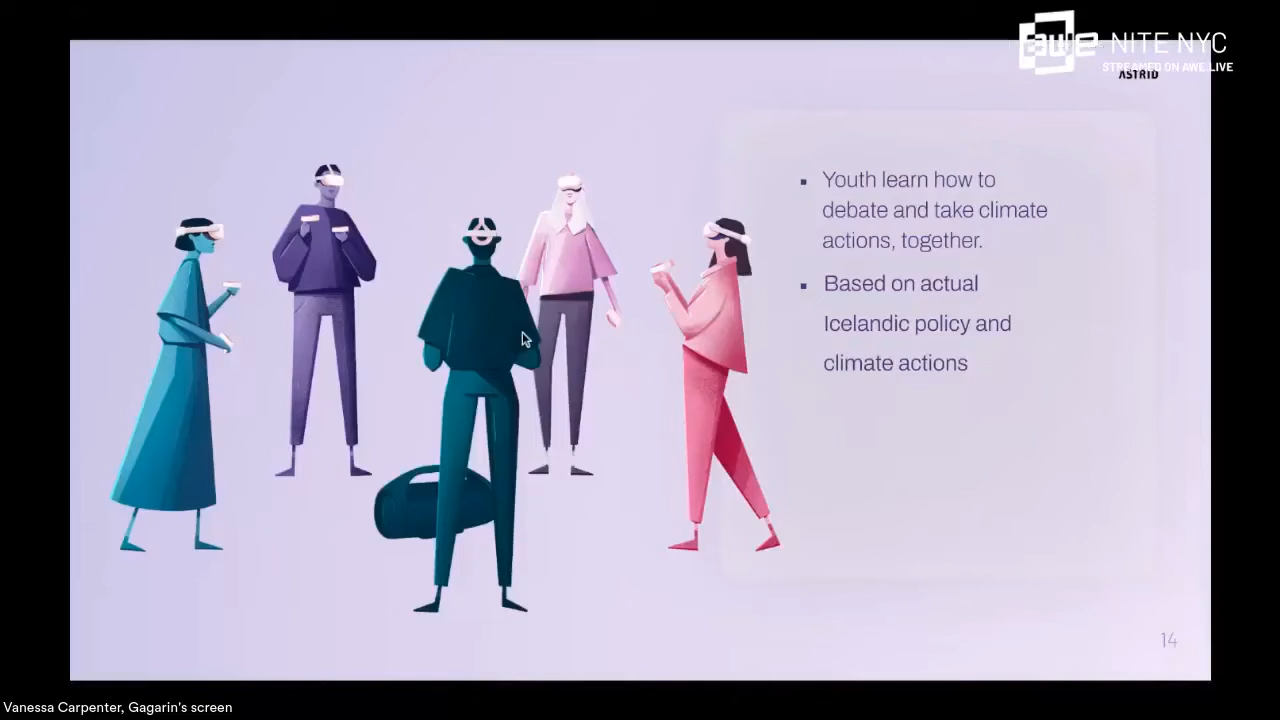 awe NITE NYC
STREAMED ON AWE.LIVE
ASTRID
▪ Youth learn how to
debate and take climate
actions, together.
▪ Based on actual
Icelandic policy and
climate actions
14
Vanessa Carpenter, Gagarin's screen